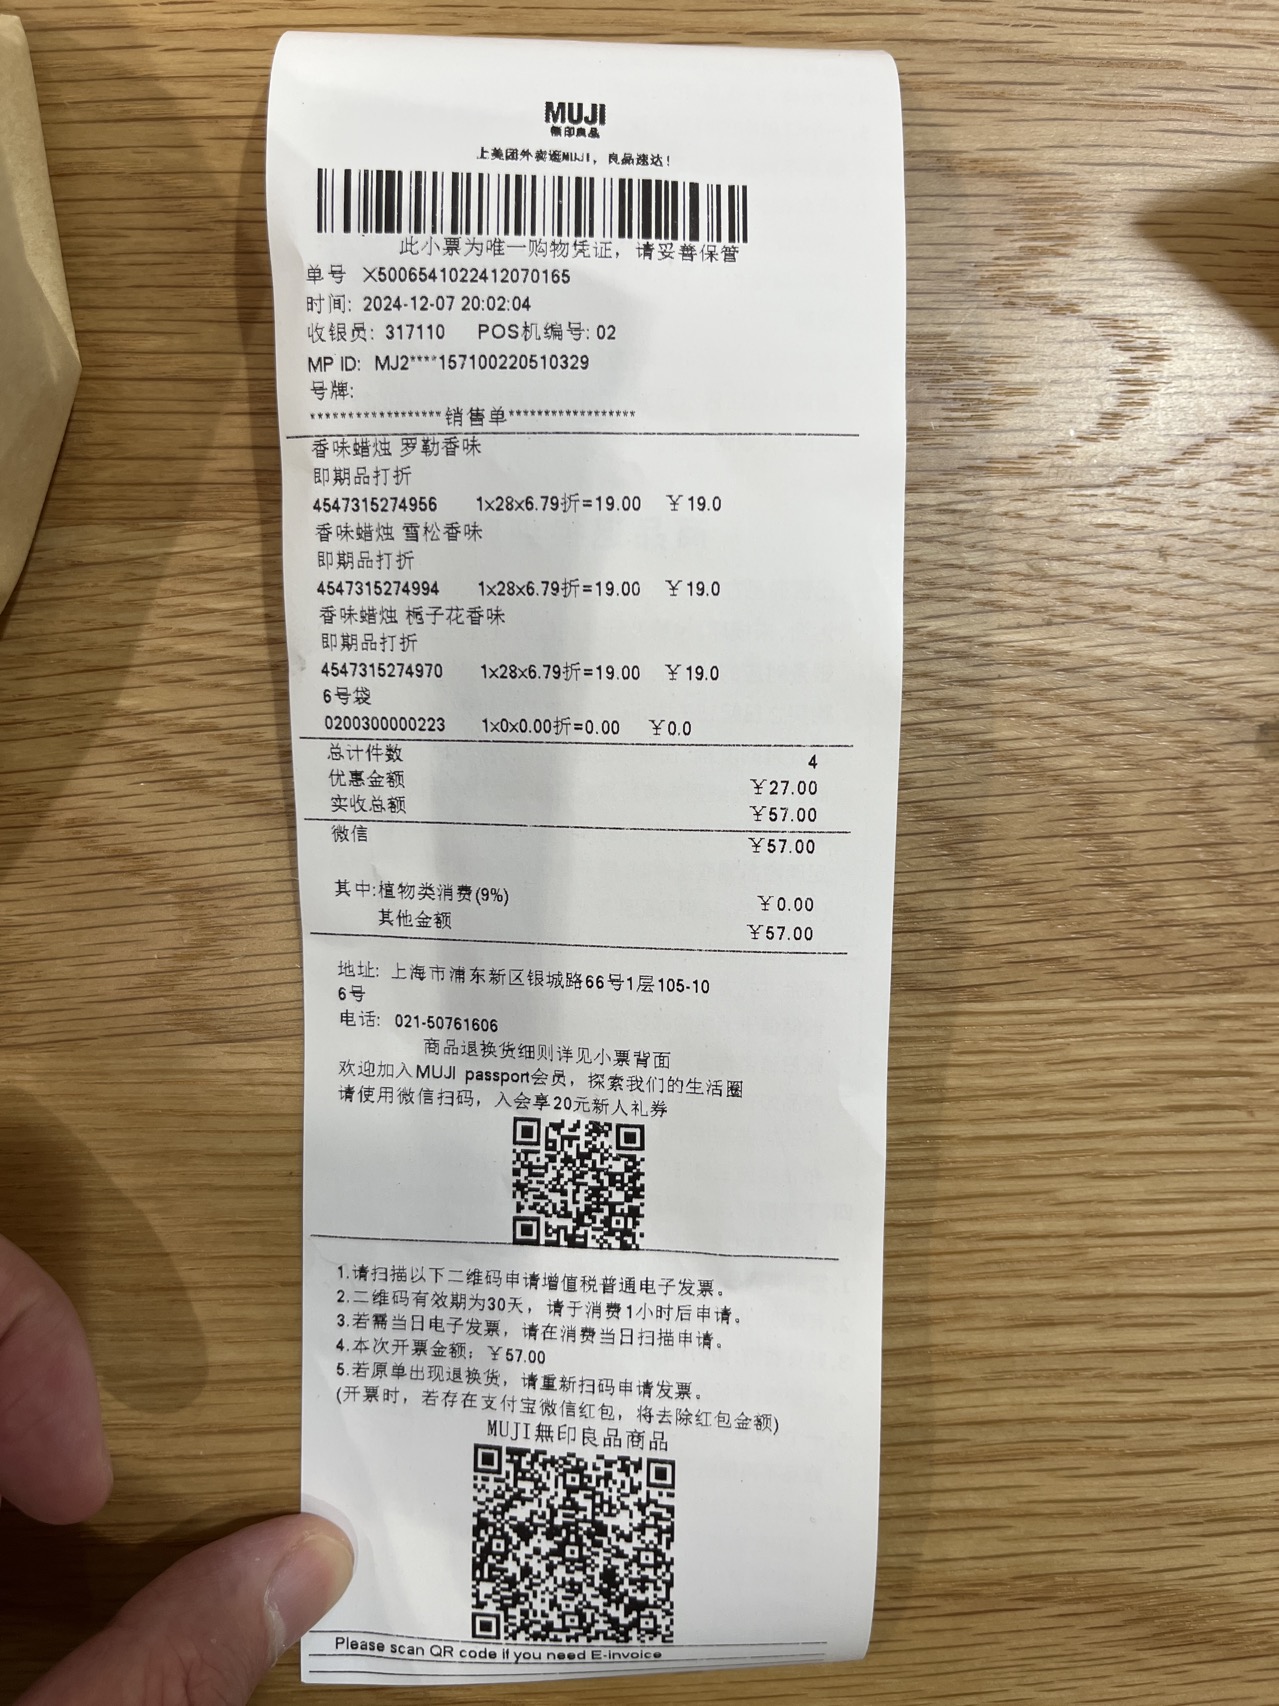 MUJI
無印良品
上美团外卖逛MUJI，良品速达！
此小票为唯一购物凭证，请妥善保管
单号 X5006541022412070165
时间: 2024-12-07 20:02:04
收银员: 317110 POS机编号: 02
MP ID: MJ2****157100220510329
号牌:
******************销售单******************
香味蜡烛 罗勒香味
即期品打折
4547315274956 1x28x6.79折=19.00 ￥19.0
香味蜡烛 雪松香味
即期品打折
4547315274994 1x28x6.79折=19.00 ￥19.0
香味蜡烛 栀子花香味
即期品打折
4547315274970 1x28x6.79折=19.00 ￥19.0
6号袋
0200300000223 1x0x0.00折=0.00 ￥0.0
总计件数 4
优惠金额 ￥27.00
实收总额 ￥57.00
微信 ￥57.00
其中:植物类消费(9%) ￥0.00
其他金额 ￥57.00
地址: 上海市浦东新区银城路66号1层105-10
6号
电话: 021-50761606
商品退换货细则详见小票背面
欢迎加入MUJI passport会员，探索我们的生活圈
请使用微信扫码，入会享20元新人礼券
1.请扫描以下二维码申请增值税普通电子发票。
2.二维码有效期为30天，请于消费1小时后申请。
3.若需当日电子发票，请在消费当日扫描申请。
4.本次开票金额: ￥57.00
5.若原单出现退换货，请重新扫码申请发票。
(开票时，若存在支付宝微信红包，将去除红包金额)
MUJI無印良品商品
Please scan QR code if you need E-invoice